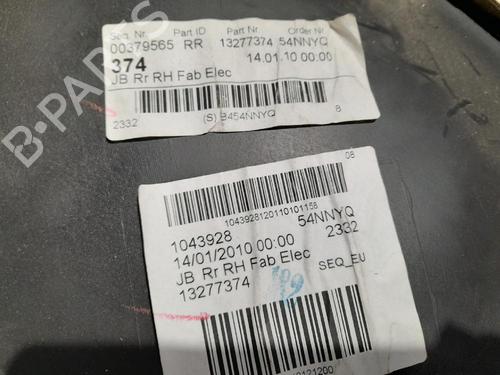 Seq. Nr. Part ID Part Nr Order Nr
00379565 RR 13277374 54NNYQ
374 14.01.10 00:00
JB Rr RH Fab Elec
2332 (S) B454NNYQ 8
08
1043928120110101158
1043928 54NNYQ
14/01/2010 00:00 2332
JB Rr RH Fab Elec
13277374 SEQ_EU
B-PARTS